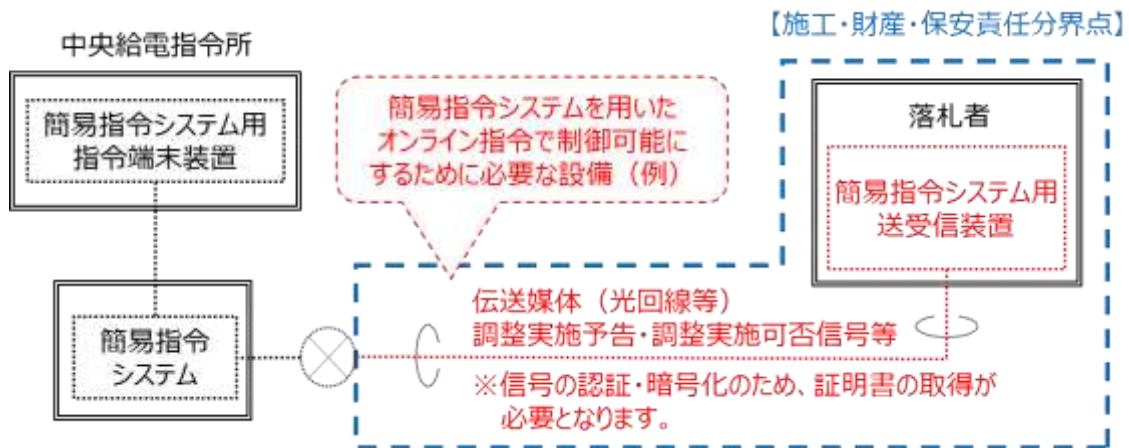 【施工・財産・保安責任分界点】
中央給電指令所
簡易指令システム用
指令端末装置
簡易指令システムを用いた
オンライン指令で制御可能に
するために必要な設備（例）
落札者
簡易指令システム用
送受信装置
簡易指令
システム
伝送媒体（光回線等）
調整実施予告・調整実施可否信号等
※信号の認証・暗号化のため、証明書の取得が
必要となります。